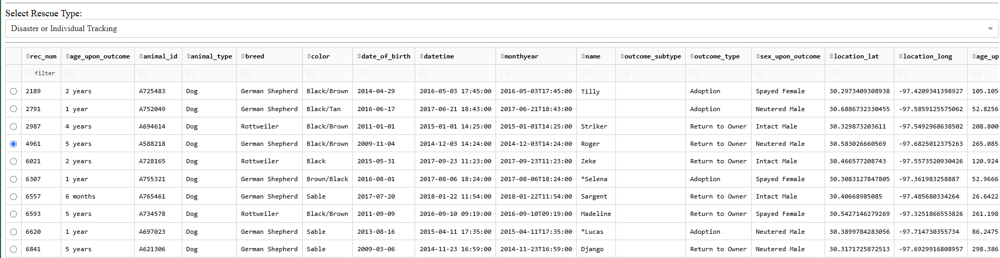 Select Rescue Type:
Disaster or Individual Tracking
rec_num age_upon_outcome animal_id animal_type breed color date_of_birth datetime monthyear name outcome_subtype outcome_type sex_upon_outcome location_lat location_long age_up
Aa filter Aa Aa Aa Aa Aa Aa Aa Aa Aa Aa Aa Aa Aa Aa Aa
2189 2 years A725483 Dog German Shepherd Black/Brown 2014-04-29 2016-05-03 17:45:00 2016-05-03T17:45:00 Tilly Adoption Spayed Female 30.2973409308938 -97.4209341398927 105.105
2791 1 year A752049 Dog German Shepherd Black/Tan 2016-06-17 2017-06-21 18:43:00 2017-06-21T18:43:00 Adoption Neutered Male 30.6886732330455 -97.5859125575062 52.8256
2987 4 years A694614 Dog Rottweiler Black/Brown 2011-01-01 2015-01-01 14:25:00 2015-01-01T14:25:00 Striker Return to Owner Intact Male 30.329873203611 -97.5492968638502 208.800
4961 5 years A588218 Dog German Shepherd Black/Brown 2009-11-04 2014-12-03 14:24:00 2014-12-03T14:24:00 Roger Return to Owner Neutered Male 30.583026660569 -97.6825012375263 265.085
6021 2 years A728165 Dog Rottweiler Black 2015-05-31 2017-09-23 11:23:00 2017-09-23T11:23:00 Zeke Return to Owner Intact Male 30.466577208743 -97.5573520930426 120.924
6307 1 year A755321 Dog German Shepherd Brown/Black 2016-08-01 2017-08-06 18:24:00 2017-08-06T18:24:00 *Selena Adoption Spayed Female 30.3083127847805 -97.361983258887 52.9666
6557 6 months A765461 Dog German Shepherd Sable 2017-07-20 2018-01-22 11:54:00 2018-01-22T11:54:00 Sargent Return to Owner Intact Male 30.40668985085 -97.485680334264 26.6422
6593 5 years A734578 Dog Rottweiler Black/Brown 2011-09-09 2016-09-10 09:19:00 2016-09-10T09:19:00 Madeline Return to Owner Spayed Female 30.5427146279269 -97.3251866553826 261.198
6620 1 year A697023 Dog German Shepherd Sable 2013-08-16 2015-04-11 17:35:00 2015-04-11T17:35:00 *Lucas Adoption Neutered Male 30.3899784283056 -97.714730355734 86.2475
6841 5 years A621306 Dog German Shepherd Sable 2009-03-06 2014-11-23 16:59:00 2014-11-23T16:59:00 Django Return to Owner Neutered Male 30.3171725872513 -97.6929916808957 298.386